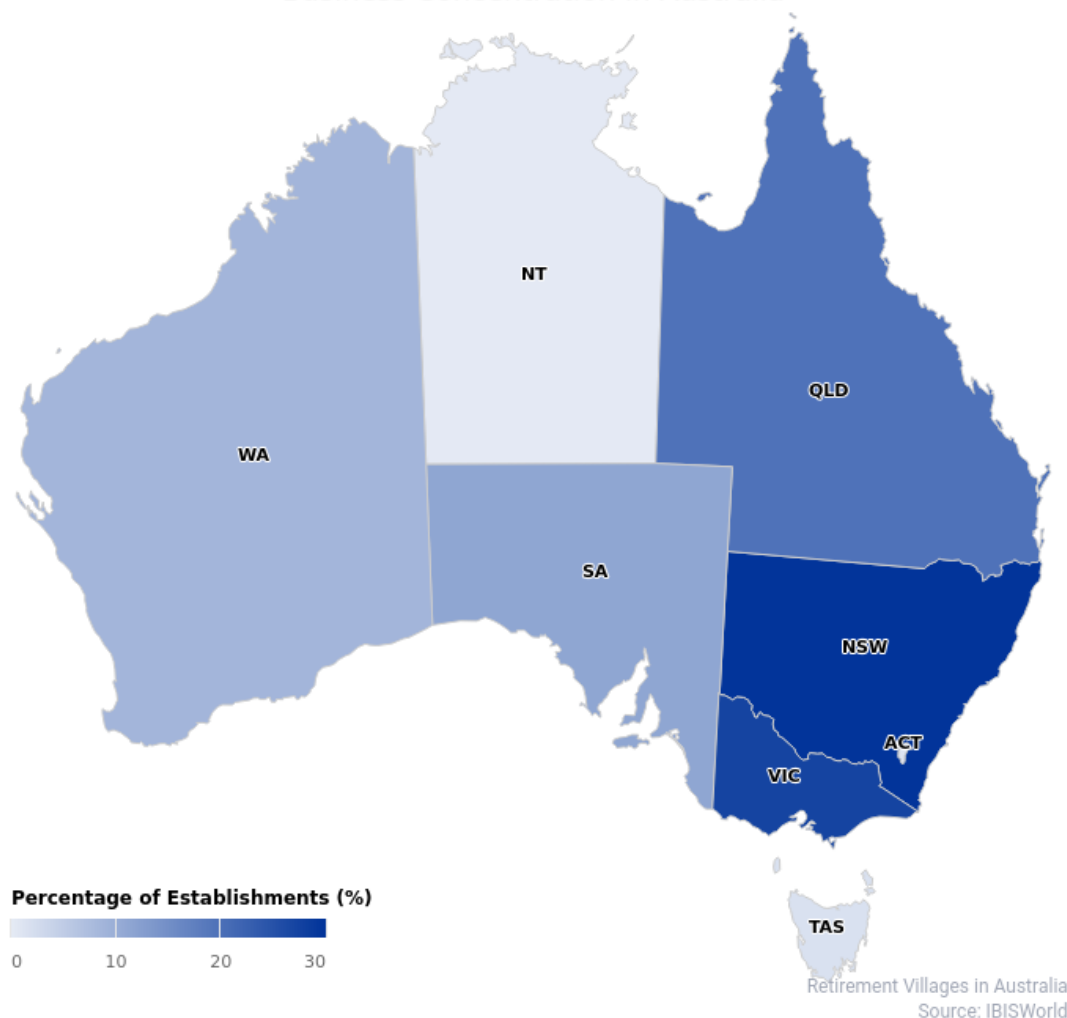 NT
QLD
WA
SA
NSW
ACT
VIC
TAS
Percentage of Establishments (%)
0 10 20 30
Retirement Villages in Australia
Source: IBISWorld